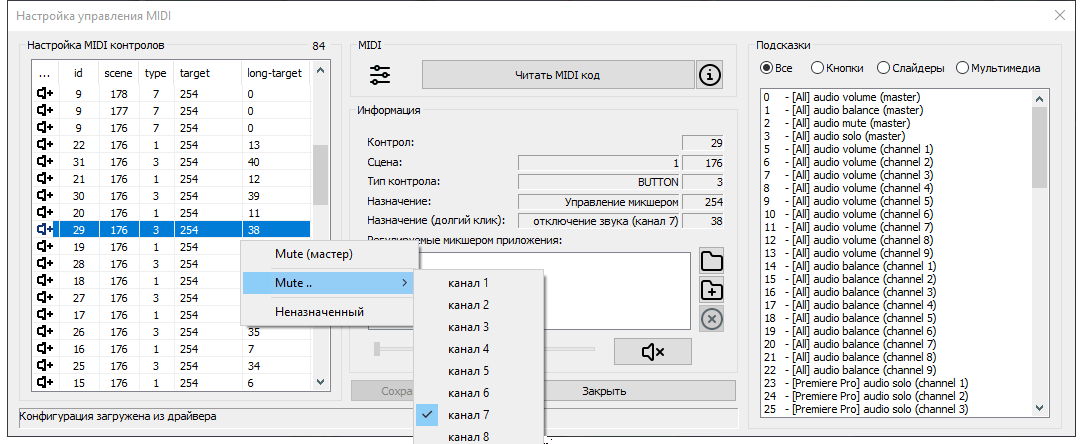 Настройка управления MIDI
Настройка MIDI контролов 84
... id scene type target long-target
9 178 7 254 0
9 177 7 254 0
9 176 7 254 0
22 176 1 254 13
31 176 3 254 40
21 176 1 254 12
30 176 3 254 39
20 176 1 254 11
29 176 3 254 38
19 176 1 254
28 176 3 254
18 176 1 254
27 176 3 254
17 176 1 254
26 176 3 254 35
16 176 1 254 7
25 176 3 254 34
15 176 1 254 6
Mute (мастер)
Mute ..
Неназначенный
канал 1
канал 2
канал 3
канал 4
канал 5
канал 6
канал 7
канал 8
MIDI
Читать MIDI код
Информация
Контрол: 29
Сцена: 1 176
Тип контрола: BUTTON 3
Назначение: Управление микшером 254
Назначение (долгий клик): отключение звука (канал 7) 38
Регулируемые микшером приложения:
Сохра
Закрыть
Конфигурация загружена из драйвера
Подсказки
Все Кнопки Слайдеры Мультимедиа
0 - [All] audio volume (master)
1 - [All] audio balance (master)
2 - [All] audio mute (master)
3 - [All] audio solo (master)
5 - [All] audio volume (channel 1)
6 - [All] audio volume (channel 2)
7 - [All] audio volume (channel 3)
8 - [All] audio volume (channel 4)
9 - [All] audio volume (channel 5)
10 - [All] audio volume (channel 6)
11 - [All] audio volume (channel 7)
12 - [All] audio volume (channel 8)
13 - [All] audio volume (channel 9)
14 - [All] audio balance (channel 1)
15 - [All] audio balance (channel 2)
16 - [All] audio balance (channel 3)
17 - [All] audio balance (channel 4)
18 - [All] audio balance (channel 5)
19 - [All] audio balance (channel 6)
20 - [All] audio balance (channel 7)
21 - [All] audio balance (channel 8)
22 - [All] audio balance (channel 9)
23 - [Premiere Pro] audio solo (channel 1)
24 - [Premiere Pro] audio solo (channel 2)
25 - [Premiere Pro] audio solo (channel 3)